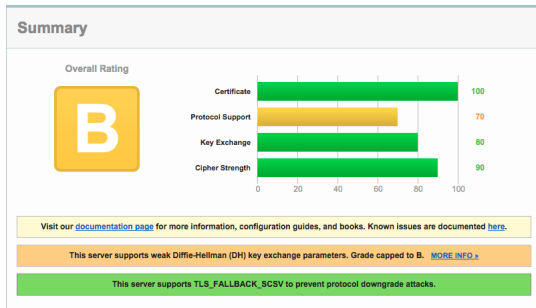 Summary
Overall Rating
B
Certificate 100
Protocol Support 70
Key Exchange 80
Cipher Strength 90
0 20 40 60 80 100
Visit our documentation page for more information, configuration guides, and books. Known issues are documented here.
This server supports weak Diffie-Hellman (DH) key exchange parameters. Grade capped to B. MORE INFO »
This server supports TLS_FALLBACK_SCSV to prevent protocol downgrade attacks.